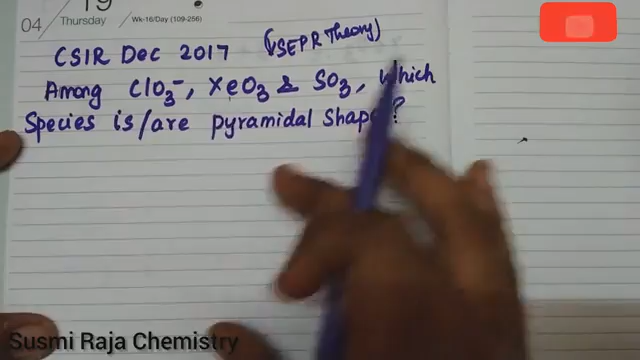 04 Thursday Wk-16/Day (109-256)
CSIR Dec 2017 (VSEPR Theory)
Among ClO3-, XeO3 & SO3, which
Species is/are pyramidal shape?
Susmi Raja Chemistry